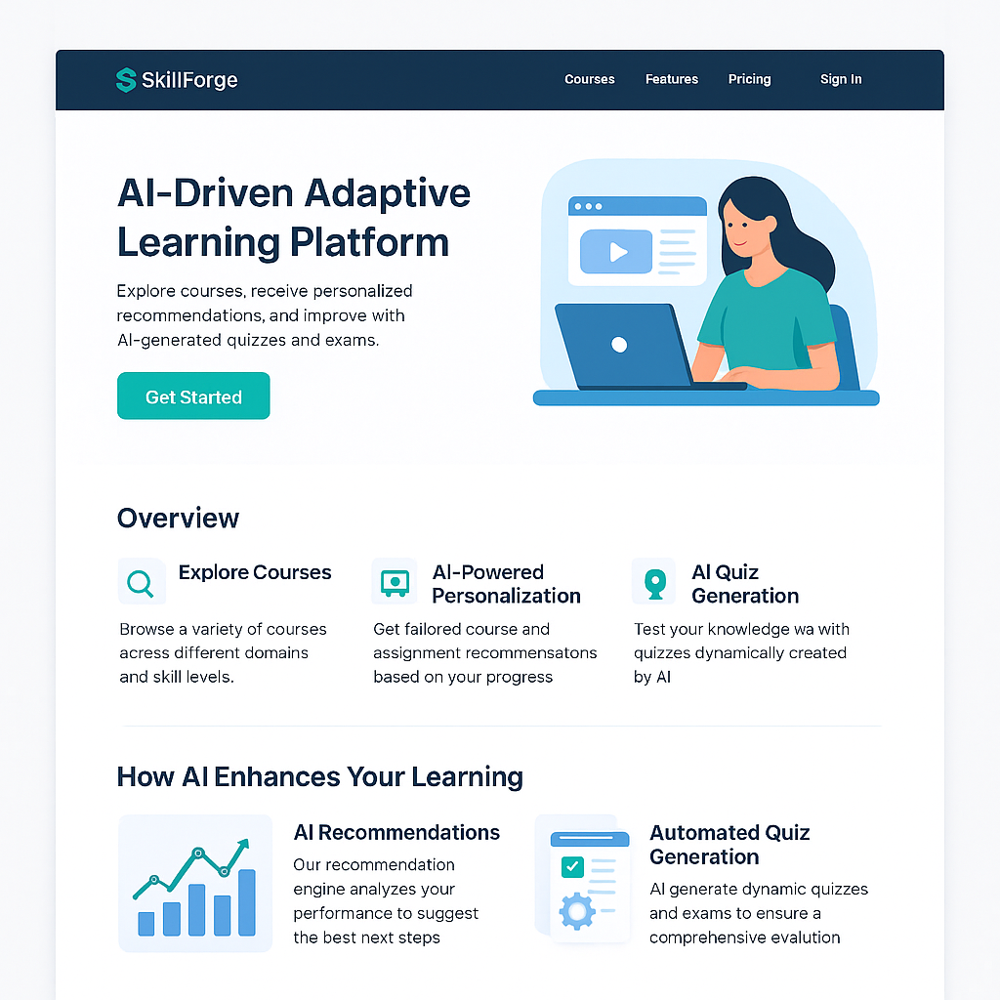 SkillForge
Courses Features Pricing Sign In
AI-Driven Adaptive
Learning Platform
Explore courses, receive personalized
recommendations, and improve with
AI-generated quizzes and exams.
Get Started
Overview
Explore Courses
Browse a variety of courses
acress different domains
and skill levels.
AI-Powered
Personalization
Get failored course and
assignment recommensatons
based on your progress
AI Quiz
Generation
Test your knowledge wa with
quizzes dynamically created
by AI
How AI Enhances Your Learning
AI Recommendations
Our recommendation
engine analyzes your
performance to suggest
the best next steps
Automated Quiz
Generation
AI generate dynamic quizzes
and exams to ensure a
comprehensive evalution